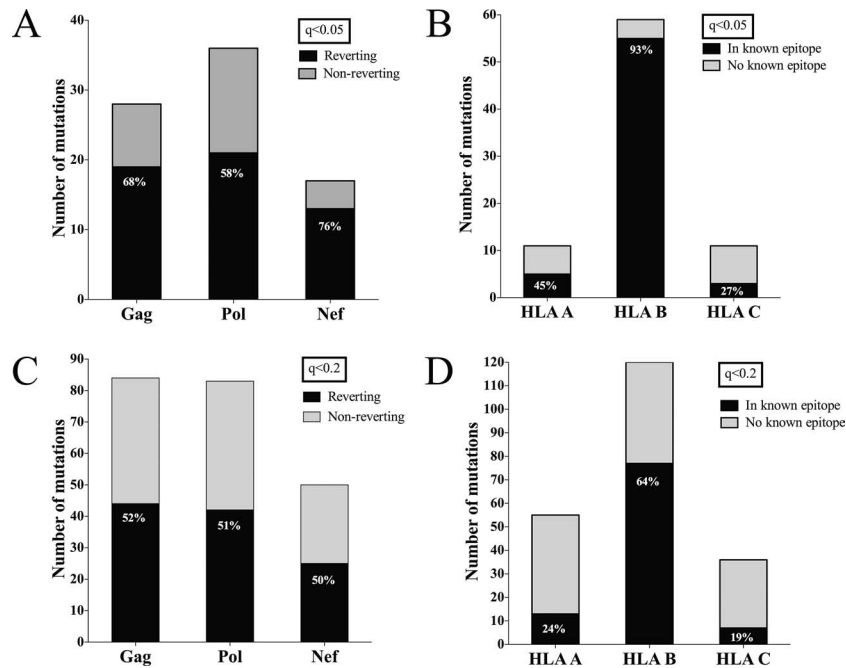 A
q<0.05
Reverting
Non-reverting
Number of mutations
40
30
20
10
0
68%
58%
76%
Gag
Pol
Nef
B
q<0.05
In known epitope
No known epitope
Number of mutations
60
50
40
30
20
10
0
45%
93%
27%
HLA A
HLA B
HLA C
C
q<0.2
Reverting
Non-reverting
Number of mutations
90
80
70
60
50
40
30
20
10
0
52%
51%
50%
Gag
Pol
Nef
D
q<0.2
In known epitope
No known epitope
Number of mutations
120
110
100
90
80
70
60
50
40
30
20
10
0
24%
64%
19%
HLA A
HLA B
HLA C